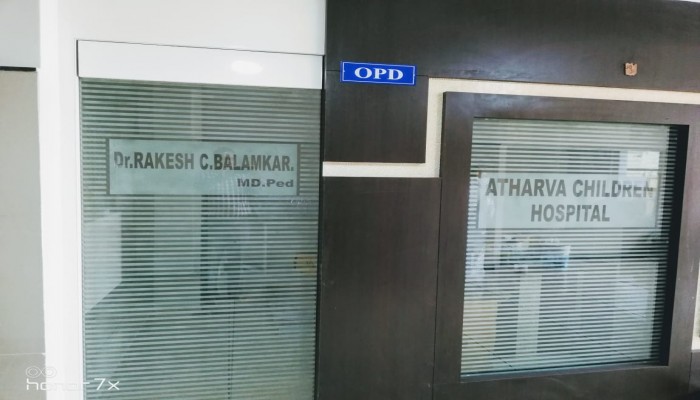 OPD
Dr.RAKESH C.BALAMKAR.
MD.Ped
ATHARVA CHILDREN
HOSPITAL
honor 7x